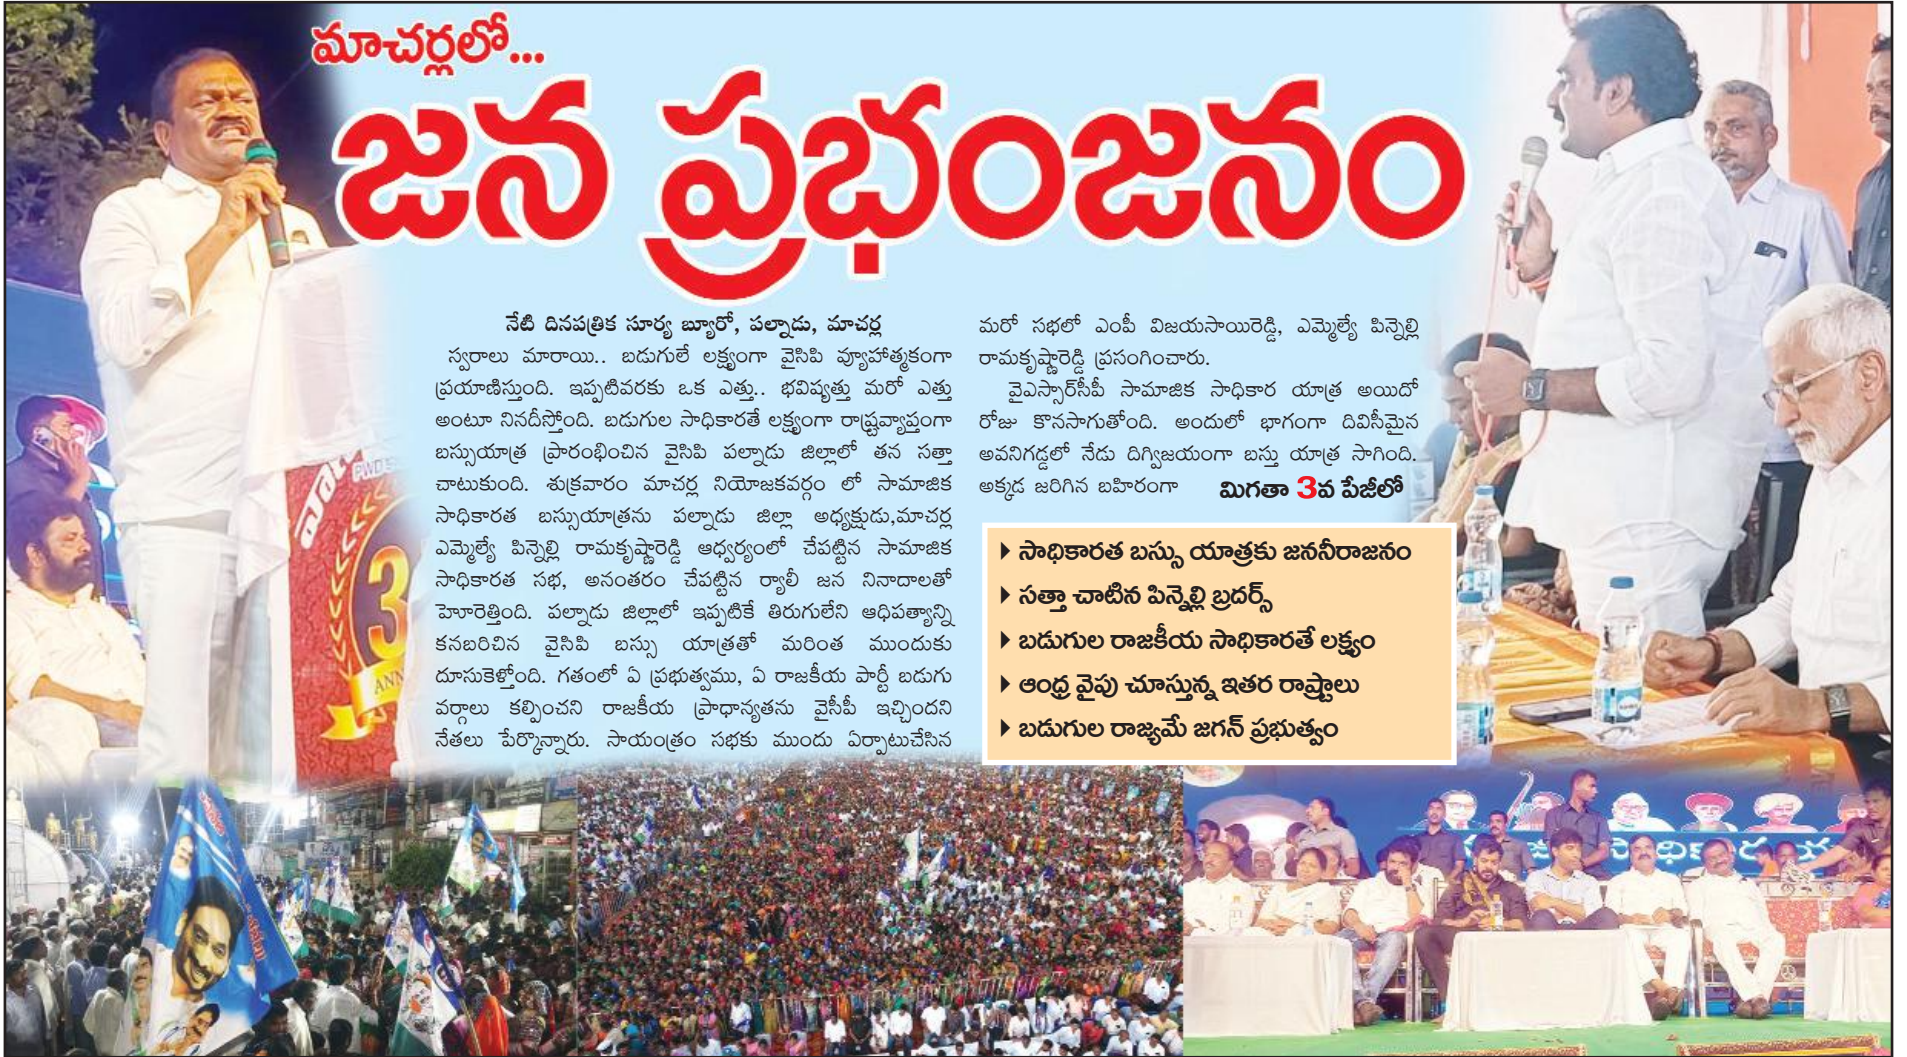 మాచర్లలో...
జన ప్రభంజనం
నేటి దినపత్రిక సూర్య బ్యూరో, పల్నాడు, మాచర్ల
స్వరాలు మారాయి.. బడుగులే లక్ష్యంగా వైసిపి వ్యూహాత్మకంగా
ప్రయాణిస్తుంది. ఇప్పటివరకు ఒక ఎత్తు.. భవిష్యత్తు మరో ఎత్తు
అంటూ నినదీస్తోంది. బడుగుల సాధికారతే లక్ష్యంగా రాష్ట్రవ్యాప్తంగా
బస్సుయాత్ర ప్రారంభించిన వైసిపి పల్నాడు జిల్లాలో తన సత్తా
చాటుకుంది. శుక్రవారం మాచర్ల నియోజకవర్గం లో సామాజిక
సాధికారత బస్సుయాత్రను పల్నాడు జిల్లా అధ్యక్షుడు,మాచర్ల
ఎమ్మెల్యే పిన్నెల్లి రామకృష్ణారెడ్డి ఆధ్వర్యంలో చేపట్టిన సామాజిక
సాధికారత సభ, అనంతరం చేపట్టిన ర్యాలీ జన నినాదాలతో
హెూరెత్తింది. పల్నాడు జిల్లాలో ఇప్పటికే తిరుగులేని ఆధిపత్యాన్ని
కనబరిచిన వైసిపి బస్సు యాత్రతో మరింత ముందుకు
దూసుకెళ్తోంది. గతంలో ఏ ప్రభుత్వము, ఏ రాజకీయ పార్టీ బడుగు
వర్గాలు కల్పించని రాజకీయ ప్రాధాన్యతను వైసీపీ ఇచ్చిందని
నేతలు పేర్కొన్నారు. సాయంత్రం సభకు ముందు ఏర్పాటుచేసిన
మరో సభలో ఎంపీ విజయసాయిరెడ్డి, ఎమ్మెల్యే పిన్నెల్లి
రామకృష్ణారెడ్డి ప్రసంగించారు.
వైఎస్సార్‌సీపీ సామాజిక సాధికార యాత్ర అయిదో
రోజు కొనసాగుతోంది. అందులో భాగంగా దివిసీమైన
అవనిగడ్డలో నేడు దిగ్విజయంగా బస్తు యాత్ర సాగింది.
అక్కడ జరిగిన బహిరంగా మిగతా 3వ పేజీలో
సాధికారత బస్సు యాత్రకు జననీరాజనం
సత్తా చాటిన పిన్నెల్లి బ్రదర్స్
బడుగుల రాజకీయ సాధికారతే లక్ష్యం
ఆంధ్ర వైపు చూస్తున్న ఇతర రాష్ట్రాలు
బడుగుల రాజ్యమే జగన్ ప్రభుత్వం
PWD
3
ANN